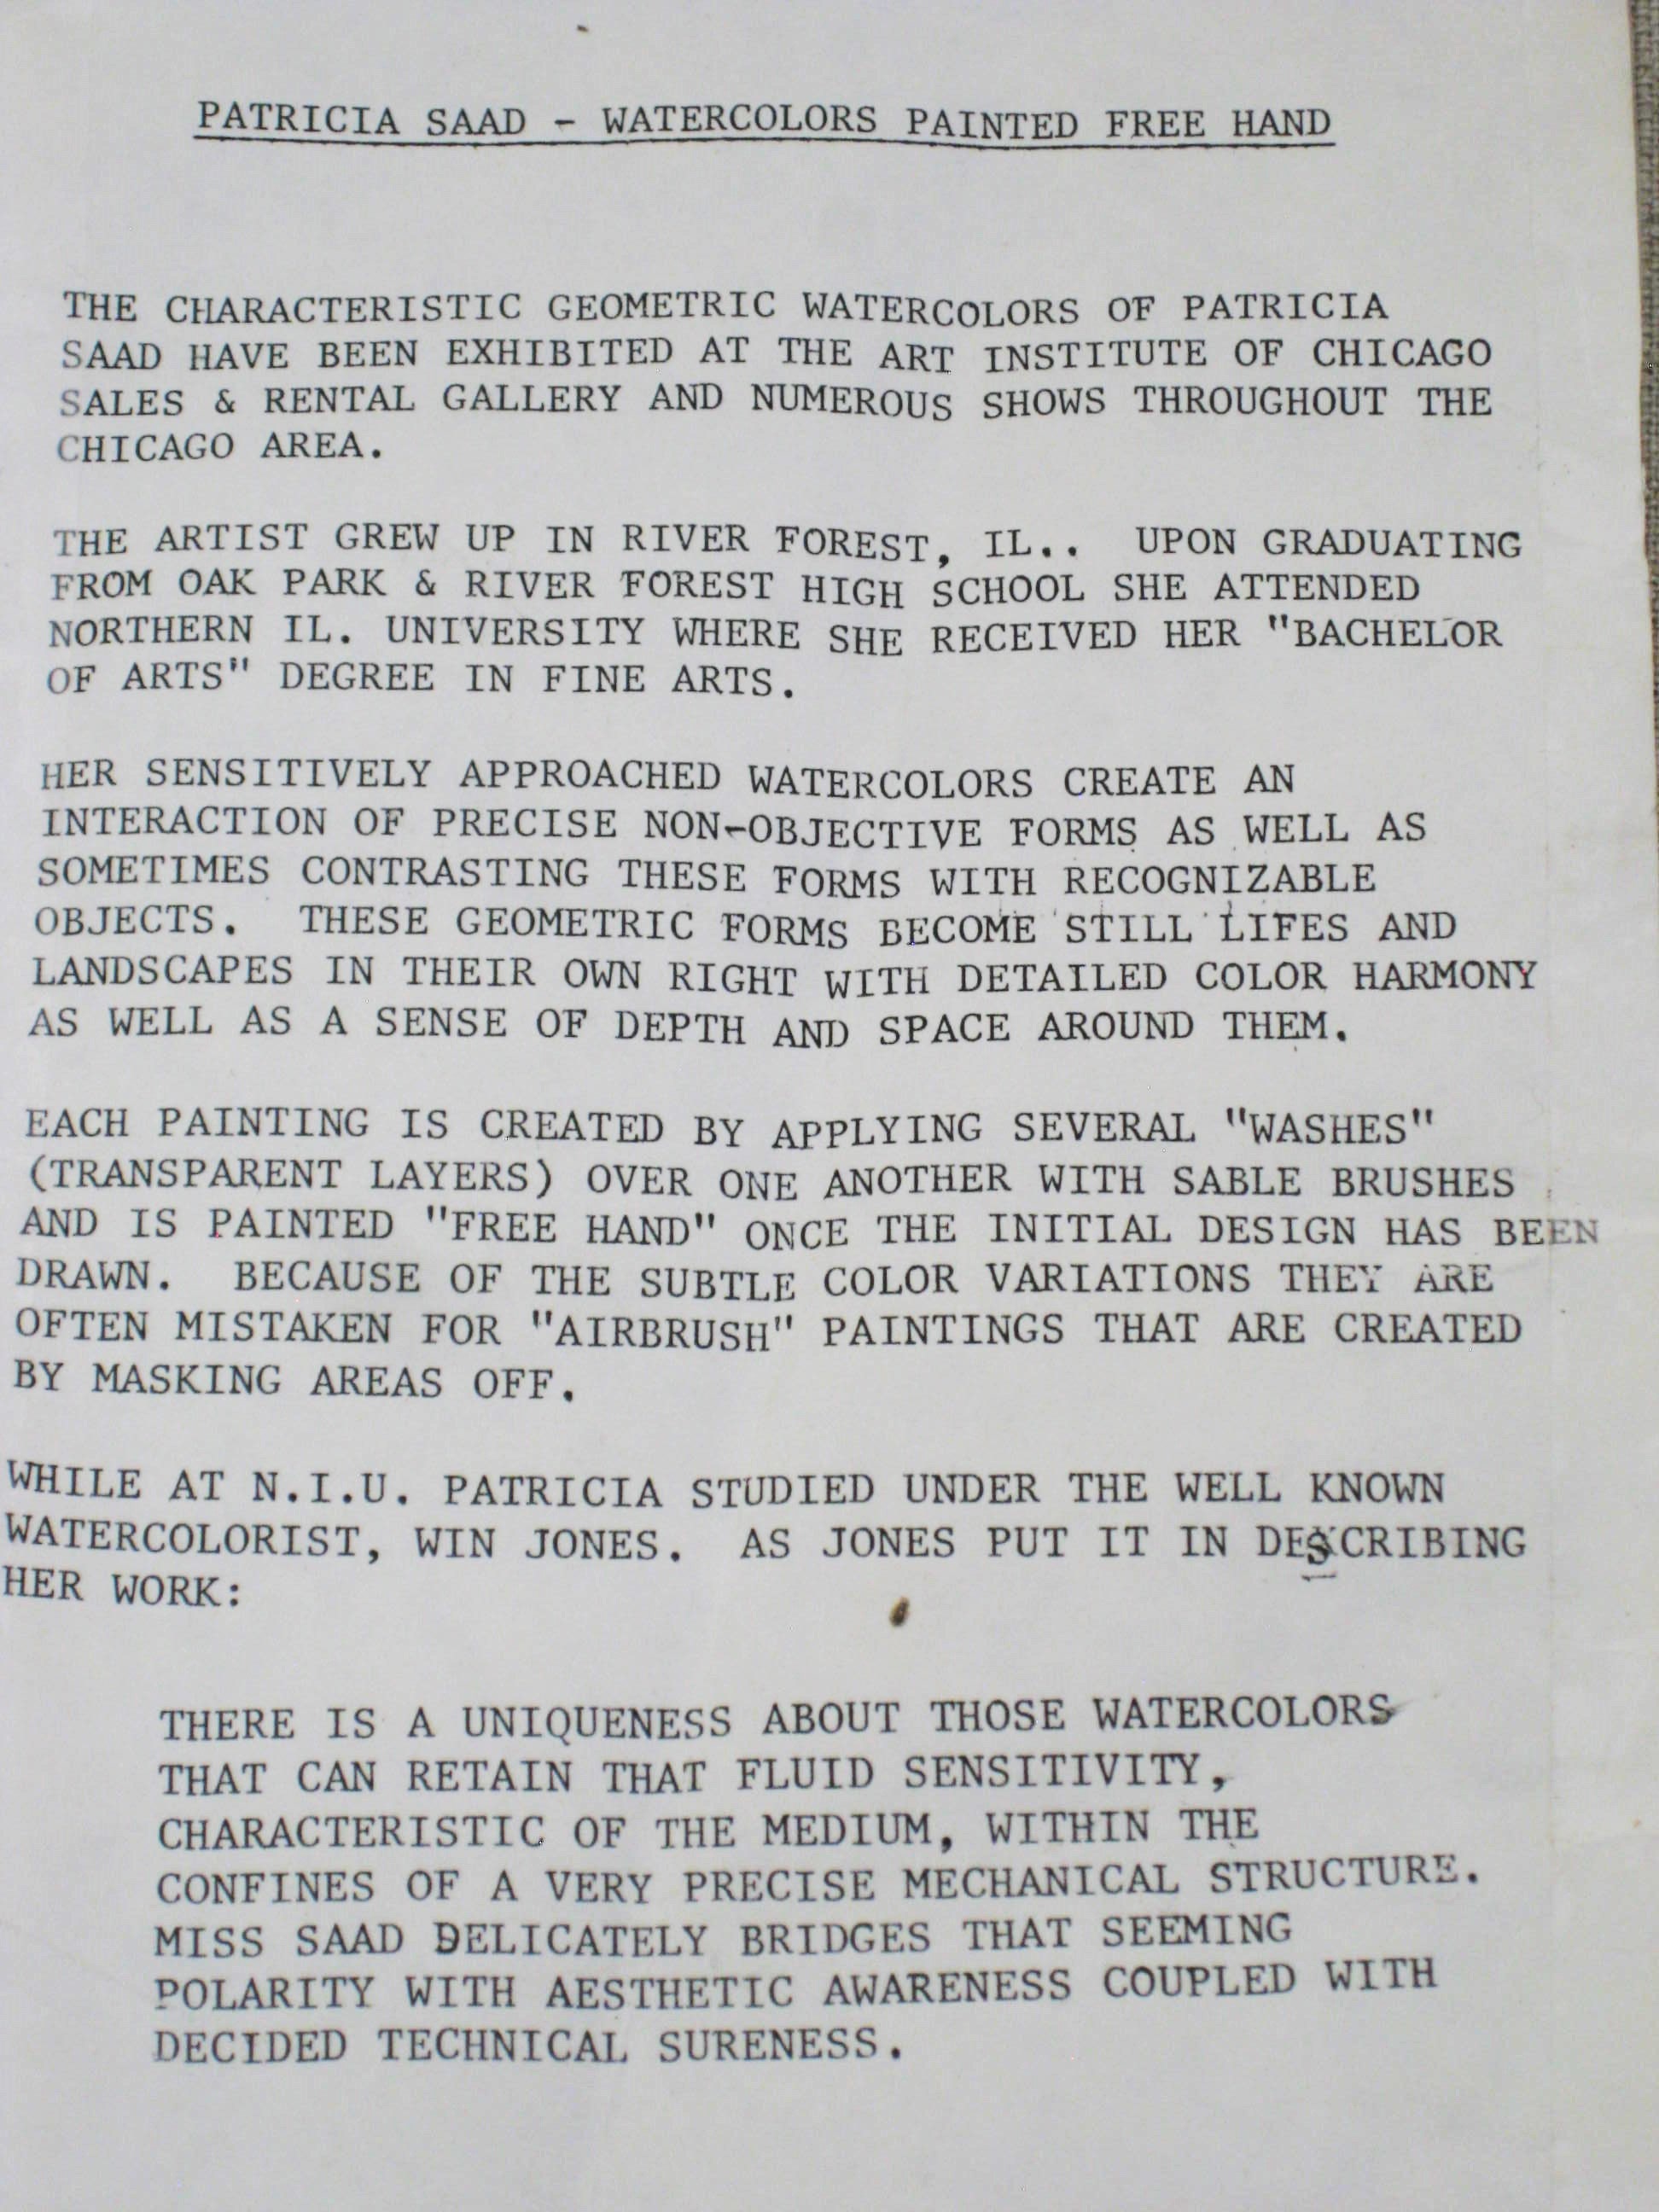 PATRICIA SAAD - WATERCOLORS PAINTED FREE HAND
THE CHARACTERISTIC GEOMETRIC WATERCOLORS OF PATRICIA
SAAD HAVE BEEN EXHIBITED AT THE ART INSTITUTE OF CHICAGO
SALES & RENTAL GALLERY AND NUMEROUS SHOWS THROUGHOUT THE
CHICAGO AREA.
THE ARTIST GREW UP IN RIVER FOREST, IL.. UPON GRADUATING
FROM OAK PARK & RIVER FOREST HIGH SCHOOL SHE ATTENDED
NORTHERN IL. UNIVERSITY WHERE SHE RECEIVED HER "BACHELOR
OF ARTS" DEGREE IN FINE ARTS.
HER SENSITIVELY APPROACHED WATERCOLORS CREATE AN
INTERACTION OF PRECISE NON-OBJECTIVE FORMS AS WELL AS
SOMETIMES CONTRASTING THESE FORMS WITH RECOGNIZABLE
OBJECTS. THESE GEOMETRIC FORMS BECOME STILL LIFES AND
LANDSCAPES IN THEIR OWN RIGHT WITH DETAILED COLOR HARMONY
AS WELL AS A SENSE OF DEPTH AND SPACE AROUND THEM.
EACH PAINTING IS CREATED BY APPLYING SEVERAL "WASHES"
(TRANSPARENT LAYERS) OVER ONE ANOTHER WITH SABLE BRUSHES
AND IS PAINTED "FREE HAND" ONCE THE INITIAL DESIGN HAS BEEN
DRAWN. BECAUSE OF THE SUBTLE COLOR VARIATIONS THEY ARE
OFTEN MISTAKEN FOR "AIRBRUSH" PAINTINGS THAT ARE CREATED
BY MASKING AREAS OFF.
WHILE AT N.I.U. PATRICIA STUDIED UNDER THE WELL KNOWN
WATERCOLORIST, WIN JONES. AS JONES PUT IT IN DESCRIBING
HER WORK:
THERE IS A UNIQUENESS ABOUT THOSE WATERCOLORS
THAT CAN RETAIN THAT FLUID SENSITIVITY,
CHARACTERISTIC OF THE MEDIUM, WITHIN THE
CONFINES OF A VERY PRECISE MECHANICAL STRUCTURE.
MISS SAAD DELICATELY BRIDGES THAT SEEMING
POLARITY WITH AESTHETIC AWARENESS COUPLED WITH
DECIDED TECHNICAL SURENESS.